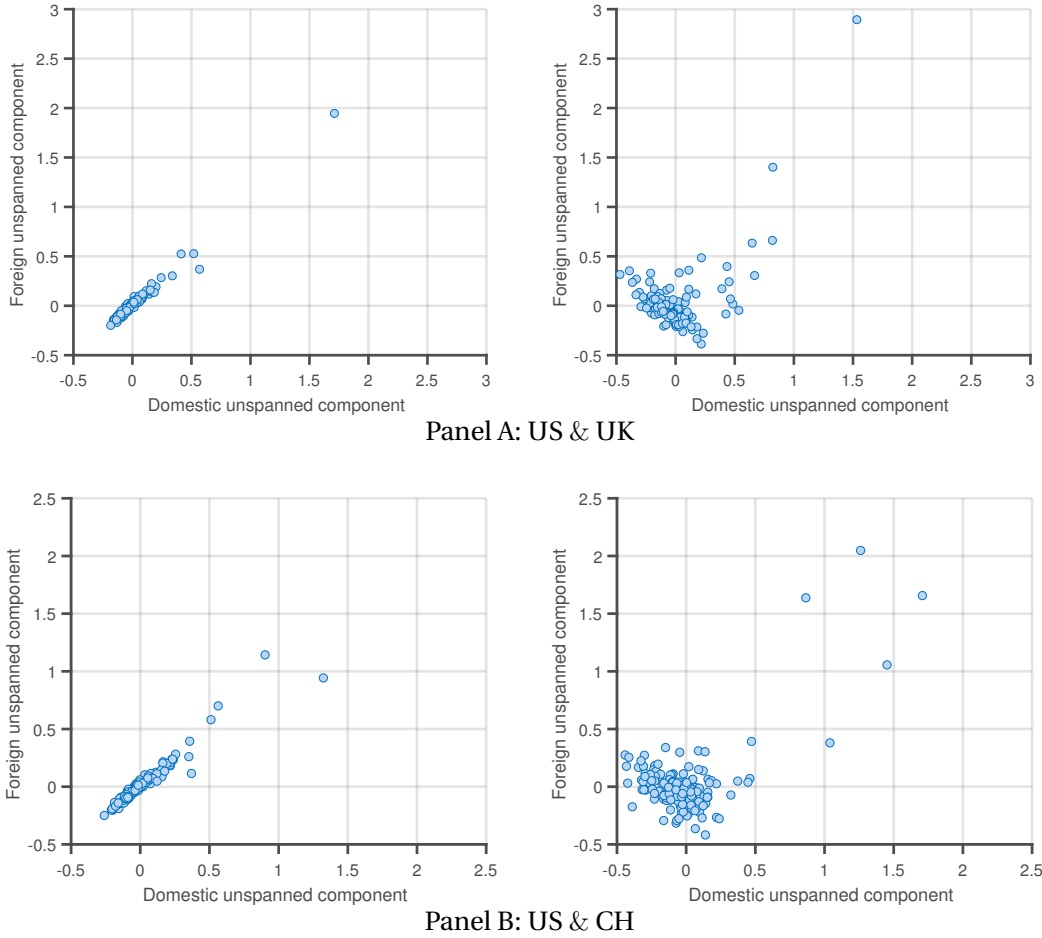 3
2.5
2
1.5
1
0.5
0
-0.5
Foreign unspanned component
-0.5 0 0.5 1 1.5 2 2.5 3
Domestic unspanned component
3
2.5
2
1.5
1
0.5
0
-0.5
Foreign unspanned component
-0.5 0 0.5 1 1.5 2 2.5 3
Domestic unspanned component
Panel A: US & UK
2.5
2
1.5
1
0.5
0
-0.5
Foreign unspanned component
-0.5 0 0.5 1 1.5 2 2.5
Domestic unspanned component
2.5
2
1.5
1
0.5
0
-0.5
Foreign unspanned component
-0.5 0 0.5 1 1.5 2 2.5
Domestic unspanned component
Panel B: US & CH